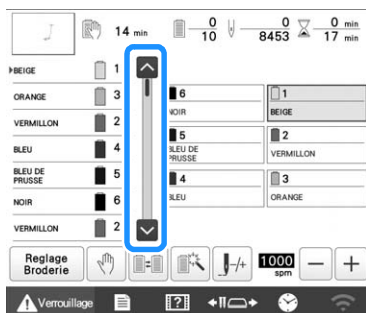 14 min
0
10
0
8453
0 min
17 min
BEIGE 1
ORANGE 3
VERMILLON 2
BLEU 4
BLEU DE
PRUSSE 5
NOIR 6
VERMILLON 2
6
NOIR
1
BEIGE
5
BLEU DE
PRUSSE
2
VERMILLON
4
BLEU
3
ORANGE
Reglage
Broderie
-/+
1000
spm
Verrouillage
?